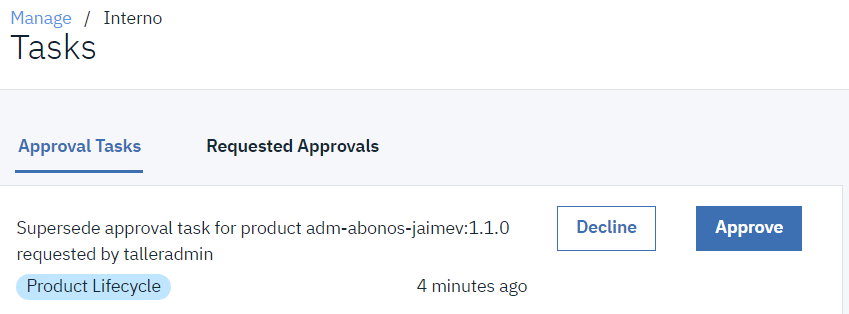 Manage / Interno
Tasks
Approval Tasks Requested Approvals
Supersede approval task for product adm-abonos-jaimev:1.1.0
requested by talleradmin
Decline Approve
Product Lifecycle 4 minutes ago